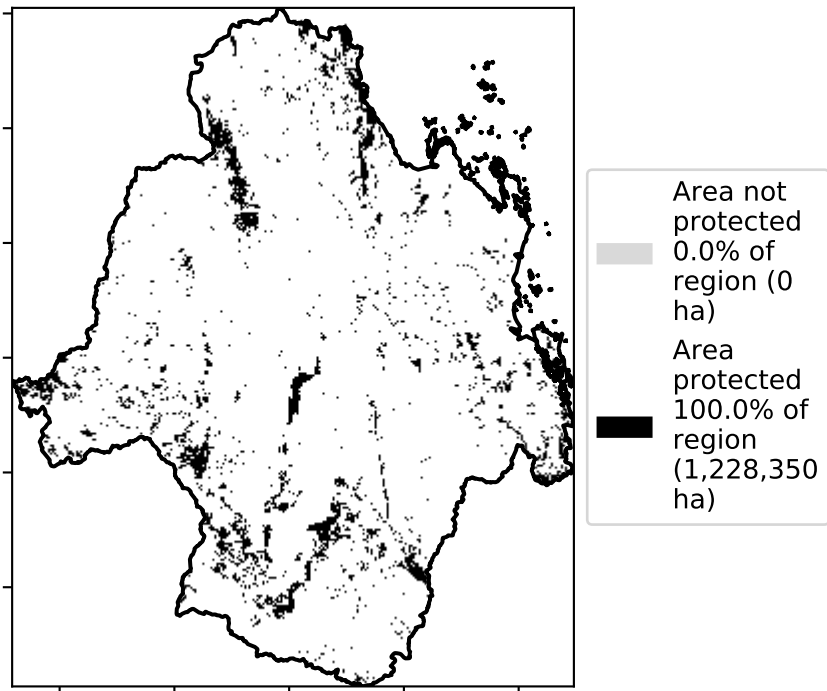 Area not
protected
0.0% of
region (0
ha)
Area
protected
100.0% of
region
(1,228,350
ha)